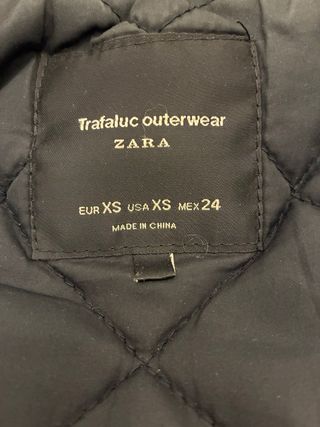 Trafaluc outerwear
ZARA
EUR XS USA XS MEX 24
MADE IN CHINA